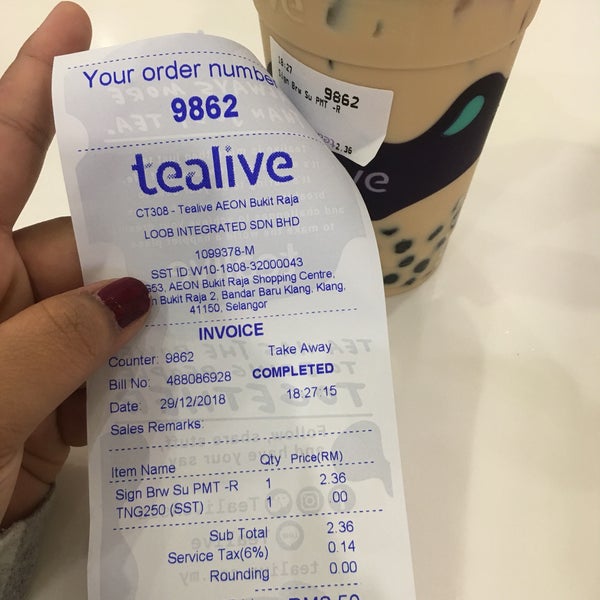 Your order numbe
9862
tealive
CT308 - Tealive AEON Bukit Raja
LOOB INTEGRATED SDN BHD
1099378-M
SST ID W10-1808-32000043
G53, AEON Bukit Raja Shopping Centre,
Bukit Raja 2, Bandar Baru Klang, Klang,
41150, Selangor
INVOICE
Counter: 9862 Take Away
Bill No: 488086928 COMPLETED
Date: 29/12/2018 18:27:15
Sales Remarks:
Item Name Qty Price(RM)
Sign Brw Su PMT -R 1 2.36
TNG250 (SST) 1 00
Sub Total 2.36
Service Tax(6%) 0.14
Rounding 0.00
18:27 9862
Sign Brw Su PMT -R
2.36
ve